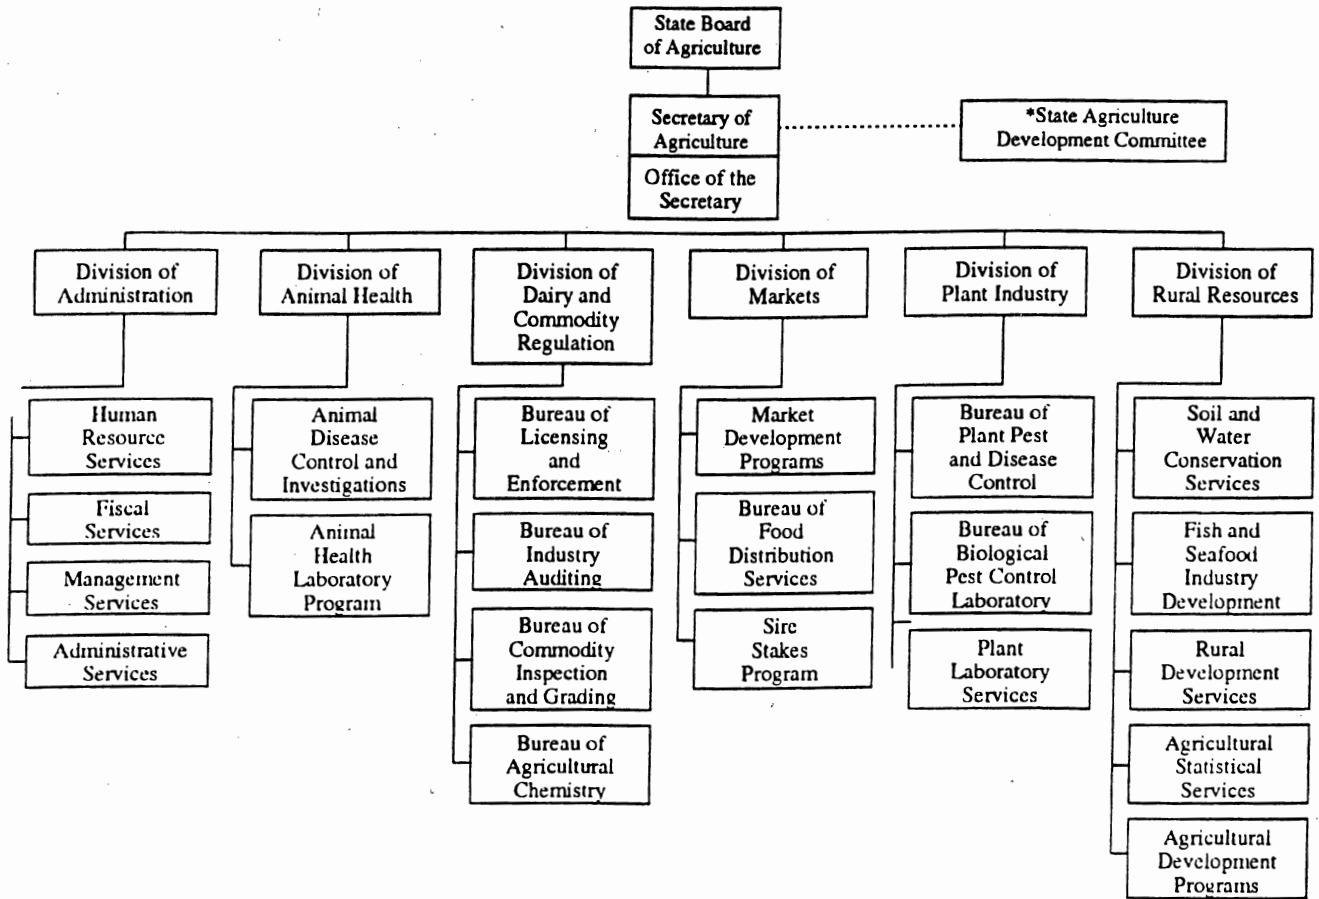 State Board
of Agriculture
Secretary of
Agriculture
*State Agriculture
Development Committee
Office of the
Secretary
Division of
Administration
Division of
Animal Health
Division of
Dairy and
Commodity
Regulation
Division of
Markets
Division of
Plant Industry
Division of
Rural Resources
Human
Resource
Services
Fiscal
Services
Management
Services
Administrative
Services
Animal
Disease
Control and
Investigations
Animal
Health
Laboratory
Program
Bureau of
Licensing
and
Enforcement
Bureau of
Industry
Auditing
Bureau of
Commodity
Inspection
and Grading
Bureau of
Agricultural
Chemistry
Market
Development
Programs
Bureau of
Food
Distribution
Services
Sire
Stakes
Program
Bureau of
Plant Pest
and Disease
Control
Bureau of
Biological
Pest Control
Laboratory
Plant
Laboratory
Services
Soil and
Water
Conservation
Services
Fish and
Seafood
Industry
Development
Rural
Development
Services
Agricultural
Statistical
Services
Agricultural
Development
Programs